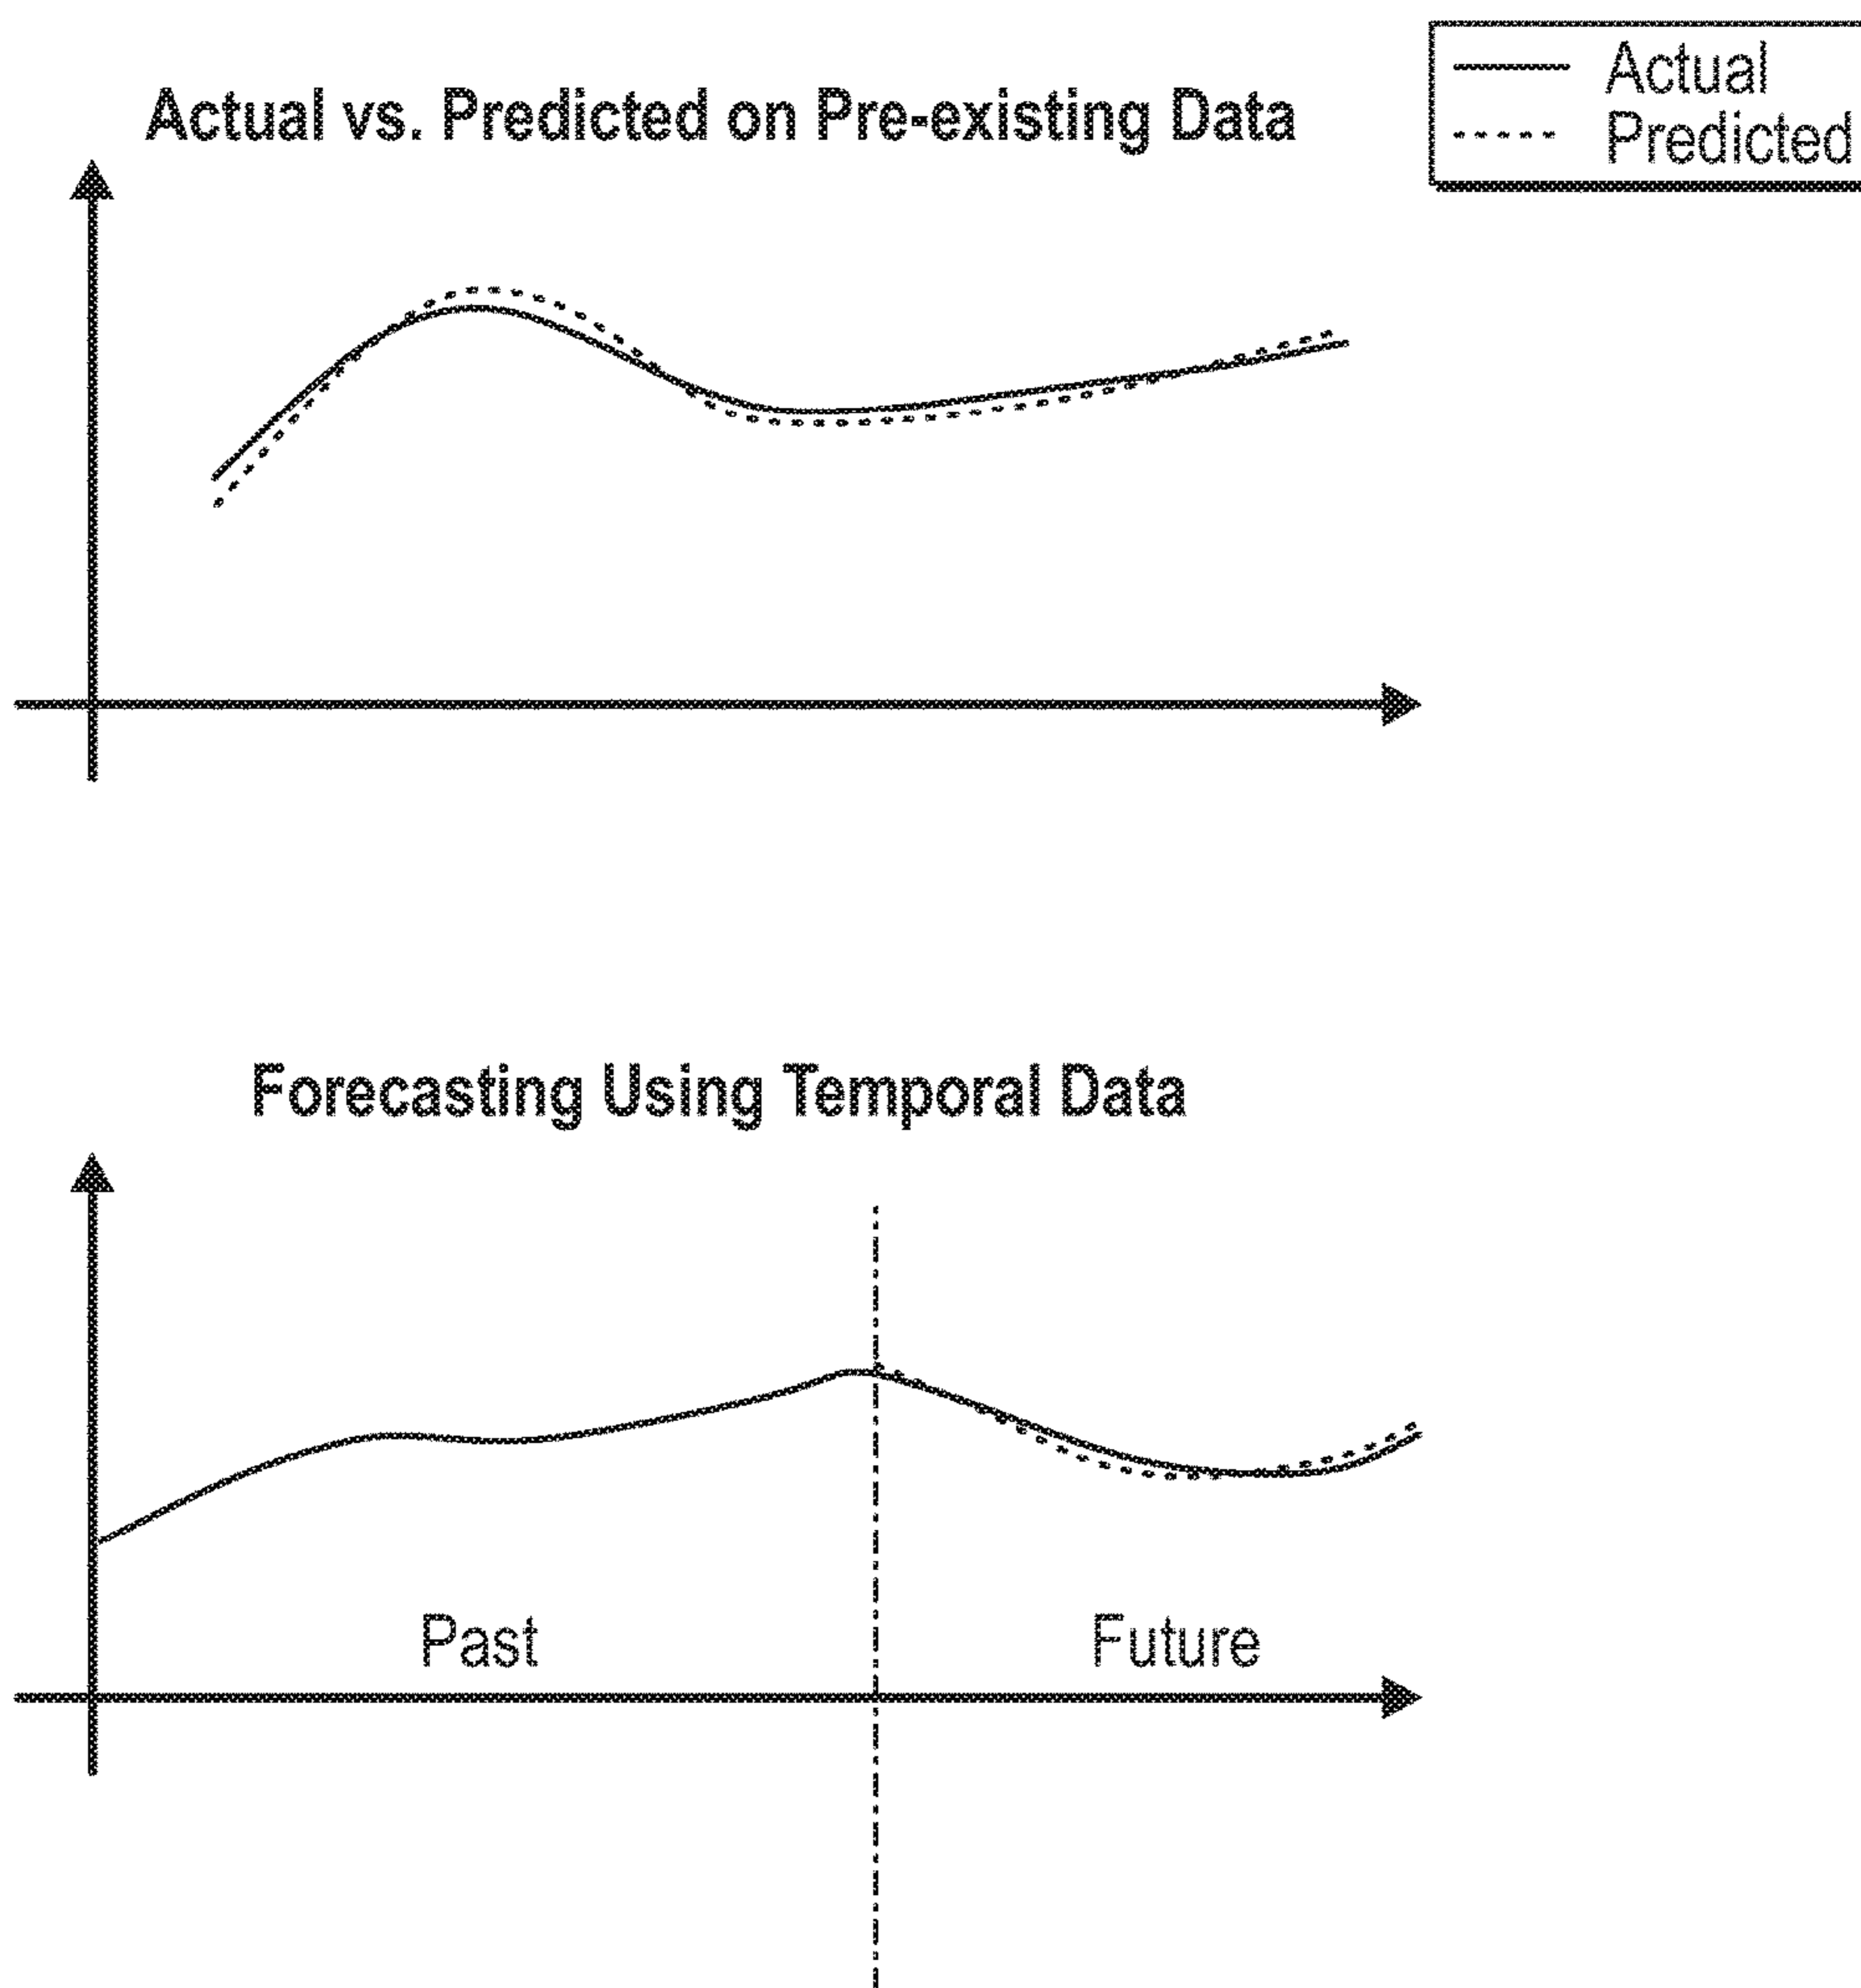 Actual
Predicted
Actual vs. Predicted on Pre-existing Data
Forecasting Using Temporal Data
Past
Future